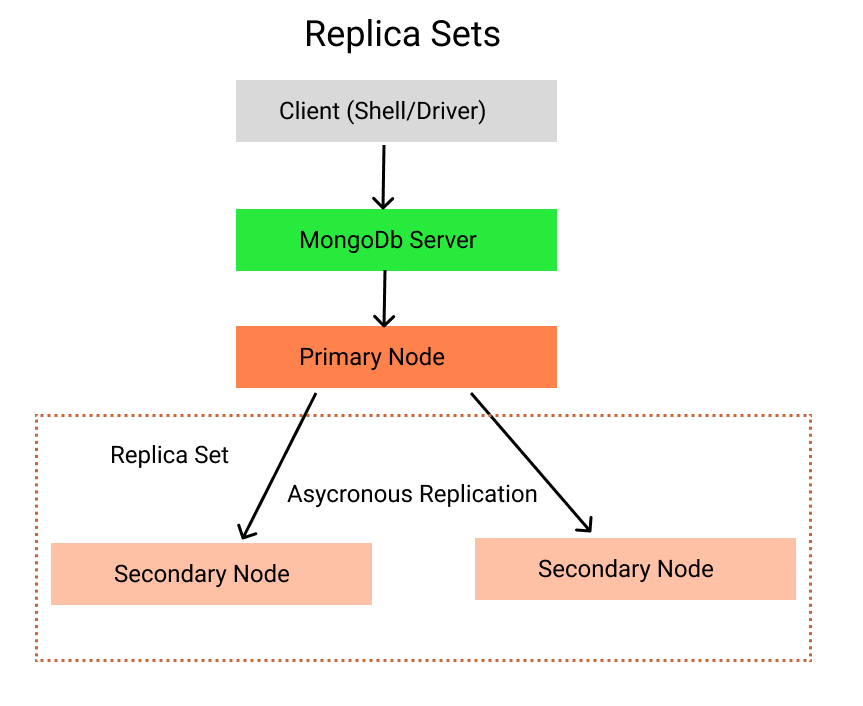 Replica Sets
Client (Shell/Driver)
MongoDb Server
Primary Node
Replica Set
Asycronous Replication
Secondary Node
Secondary Node